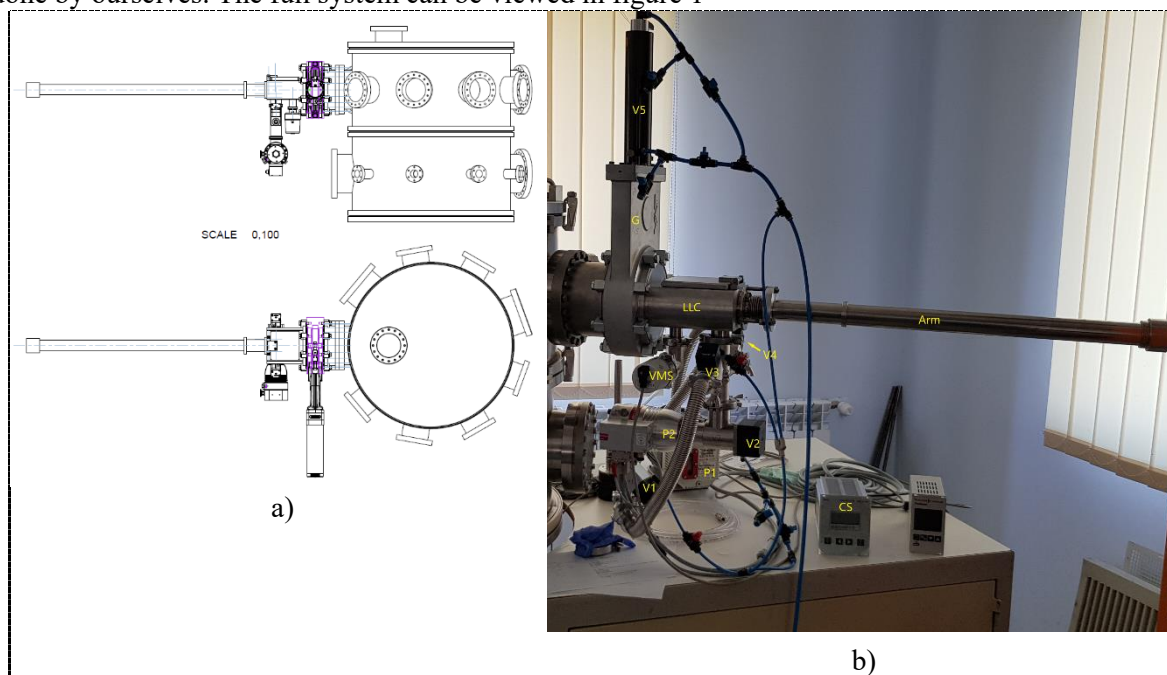 done by ourselves. The full system can be viewed in figure 1
SCALE 0,100
a)
V5
G
LLC
Arm
V4
VMS
V3
P2
V2
P1
V1
CS
b)